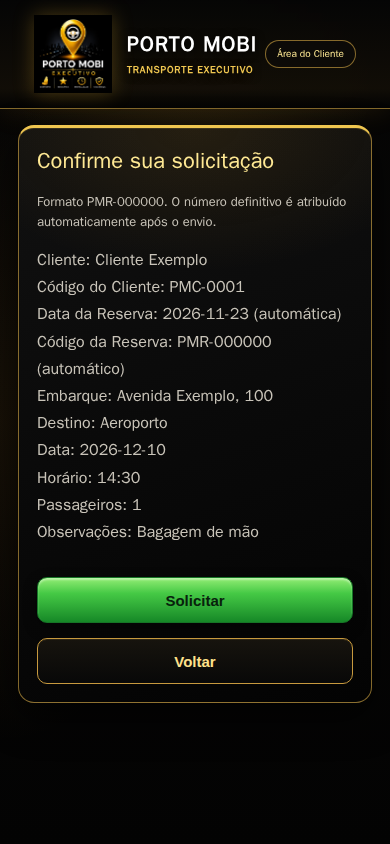 PORTO MOBI
EXECUTIVO
PORTO MOBI
TRANSPORTE EXECUTIVO
Área do Cliente
Confirme sua solicitação
Formato PMR-000000. O número definitivo é atribuído
automaticamente após o envio.
Cliente: Cliente Exemplo
Código do Cliente: PMC-0001
Data da Reserva: 2026-11-23 (automática)
Código da Reserva: PMR-000000
(automático)
Embarque: Avenida Exemplo, 100
Destino: Aeroporto
Data: 2026-12-10
Horário: 14:30
Passageiros: 1
Observações: Bagagem de mão
Solicitar
Voltar